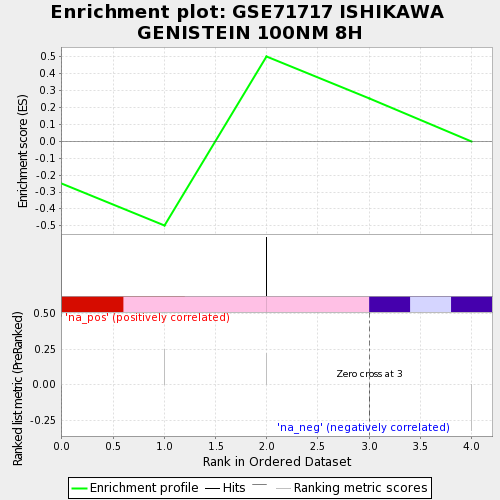 Enrichment plot: GSE71717 ISHIKAWA
GENISTEIN 100NM 8H
Enrichment score (ES)
0.5
0.4
0.3
0.2
0.1
0.0
-0.1
-0.2
-0.3
-0.4
-0.5
Ranked list metric (PreRanked)
0.50
0.25
0.00
-0.25
'na_pos' (positively correlated)
Zero cross at 3
'na_neg' (negatively correlated)
0.0 0.5 1.0 1.5 2.0 2.5 3.0 3.5 4.0
Rank in Ordered Dataset
Enrichment profile Hits Ranking metric scores